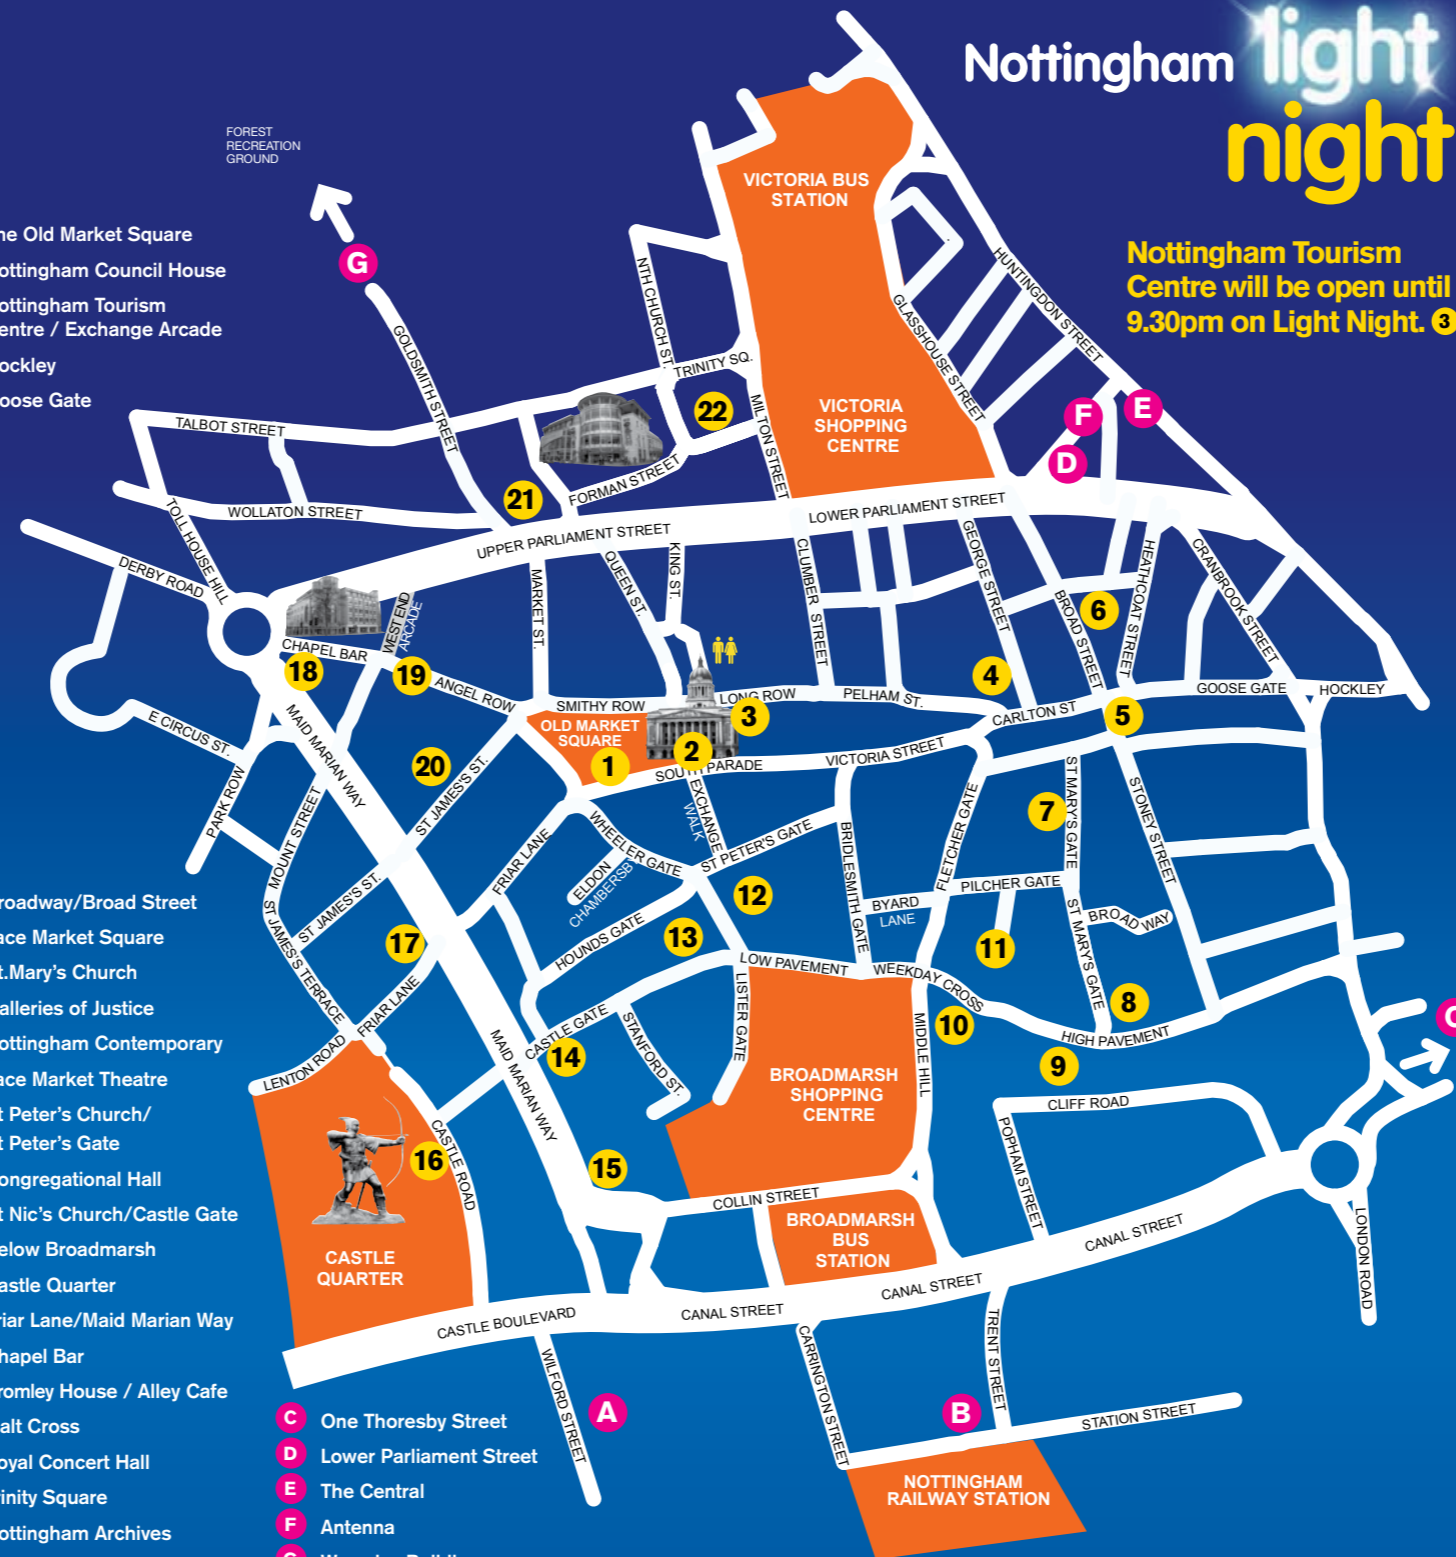 Nottingham light
night
Nottingham Tourism
Centre will be open until
9.30pm on Light Night. 3
FOREST
RECREATION
GROUND
G
he Old Market Square
ottingham Council House
ottingham Tourism
entre / Exchange Arcade
ockley
oose Gate
VICTORIA BUS
STATION
NTH CHURCH ST.
HUNTINGDON STREET
GLASSHOUSE STREET
GOLDSMITH STREET
TRINITY SQ.
22
MILTON STREET
VICTORIA
SHOPPING
CENTRE
F
E
D
TALBOT STREET
21
FORMAN STREET
WOLLATON STREET
TOLL HOUSE HILL
UPPER PARLIAMENT STREET
LOWER PARLIAMENT STREET
DERBY ROAD
MARKET ST.
QUEEN ST.
KING ST.
CLUMBER STREET
GEORGE STREET
BROAD STREET
6
HEATHCOAT STREET
CRANBROOK STREET
WEST END
ARCADE
CHAPEL BAR
18
19
ANGEL ROW
SMITHY ROW
LONG ROW
3
PELHAM ST.
4
CARLTON ST
5
GOOSE GATE
HOCKLEY
OLD MARKET
SQUARE
1
2
SOUTH PARADE
VICTORIA STREET
E CIRCUS ST.
PARK ROW
MAID MARIAN WAY
20
ST JAMES'S ST.
MOUNT STREET
EXCHANGE
WALK
WHEELER GATE
ST PETER'S GATE
FRIAR LANE
ELDON
CHAMBERSB
BRIDLESMITH GATE
FLETCHER GATE
7
ST MARY'S GATE
STONEY STREET
PILCHER GATE
BYARD
LANE
12
HOUNDS GATE
13
11
BROAD WAY
ST MARY'S GATE
ST JAMES'S ST.
17
ST JAMES'S TERRACE
FRIAR LANE
LENTON ROAD
LOW PAVEMENT
WEEKDAY CROSS
LISTER GATE
8
10
HIGH PAVEMENT
9
MIDDLE HILL
CASTLE GATE
14
STANFORD ST.
MAID MARIAN WAY
BROADMARSH
SHOPPING
CENTRE
CLIFF ROAD
POPHAM STREET
16
CASTLE ROAD
15
COLLIN STREET
BROADMARSH
BUS
STATION
CASTLE
QUARTER
CANAL STREET
CANAL STREET
CANAL STREET
CASTLE BOULEVARD
LONDON ROAD
WILFORD STREET
A
CARRINGTON STREET
TRENT STREET
B
STATION STREET
NOTTINGHAM
RAILWAY STATION
roadway/Broad Street
ace Market Square
t.Mary's Church
alleries of Justice
ottingham Contemporary
ace Market Theatre
t Peter's Church/
t Peter's Gate
ongregational Hall
t Nic's Church/Castle Gate
elow Broadmarsh
astle Quarter
riar Lane/Maid Marian Way
hapel Bar
romley House / Alley Cafe
alt Cross
oyal Concert Hall
rinity Square
ottingham Archives
C One Thoresby Street
D Lower Parliament Street
E The Central
F Antenna